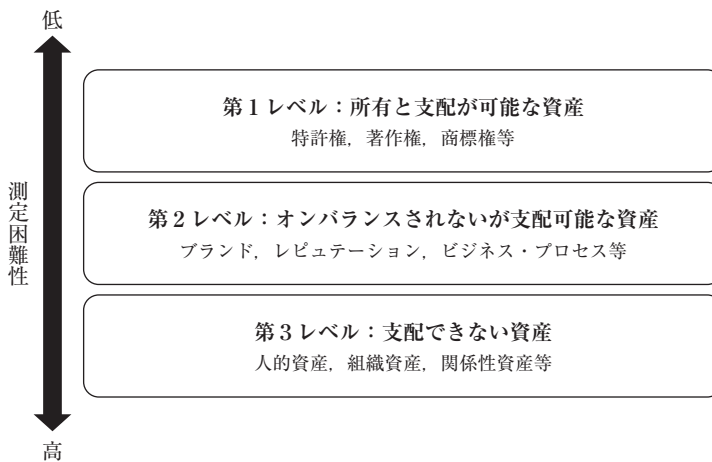 低
第1レベル：所有と支配が可能な資産
特許権，著作権，商標権等
測定困難性
第2レベル：オンバランスされないが支配可能な資産
ブランド，レピュテーション，ビジネス・プロセス等
第3レベル：支配できない資産
人的資産，組織資産，関係性資産等
高